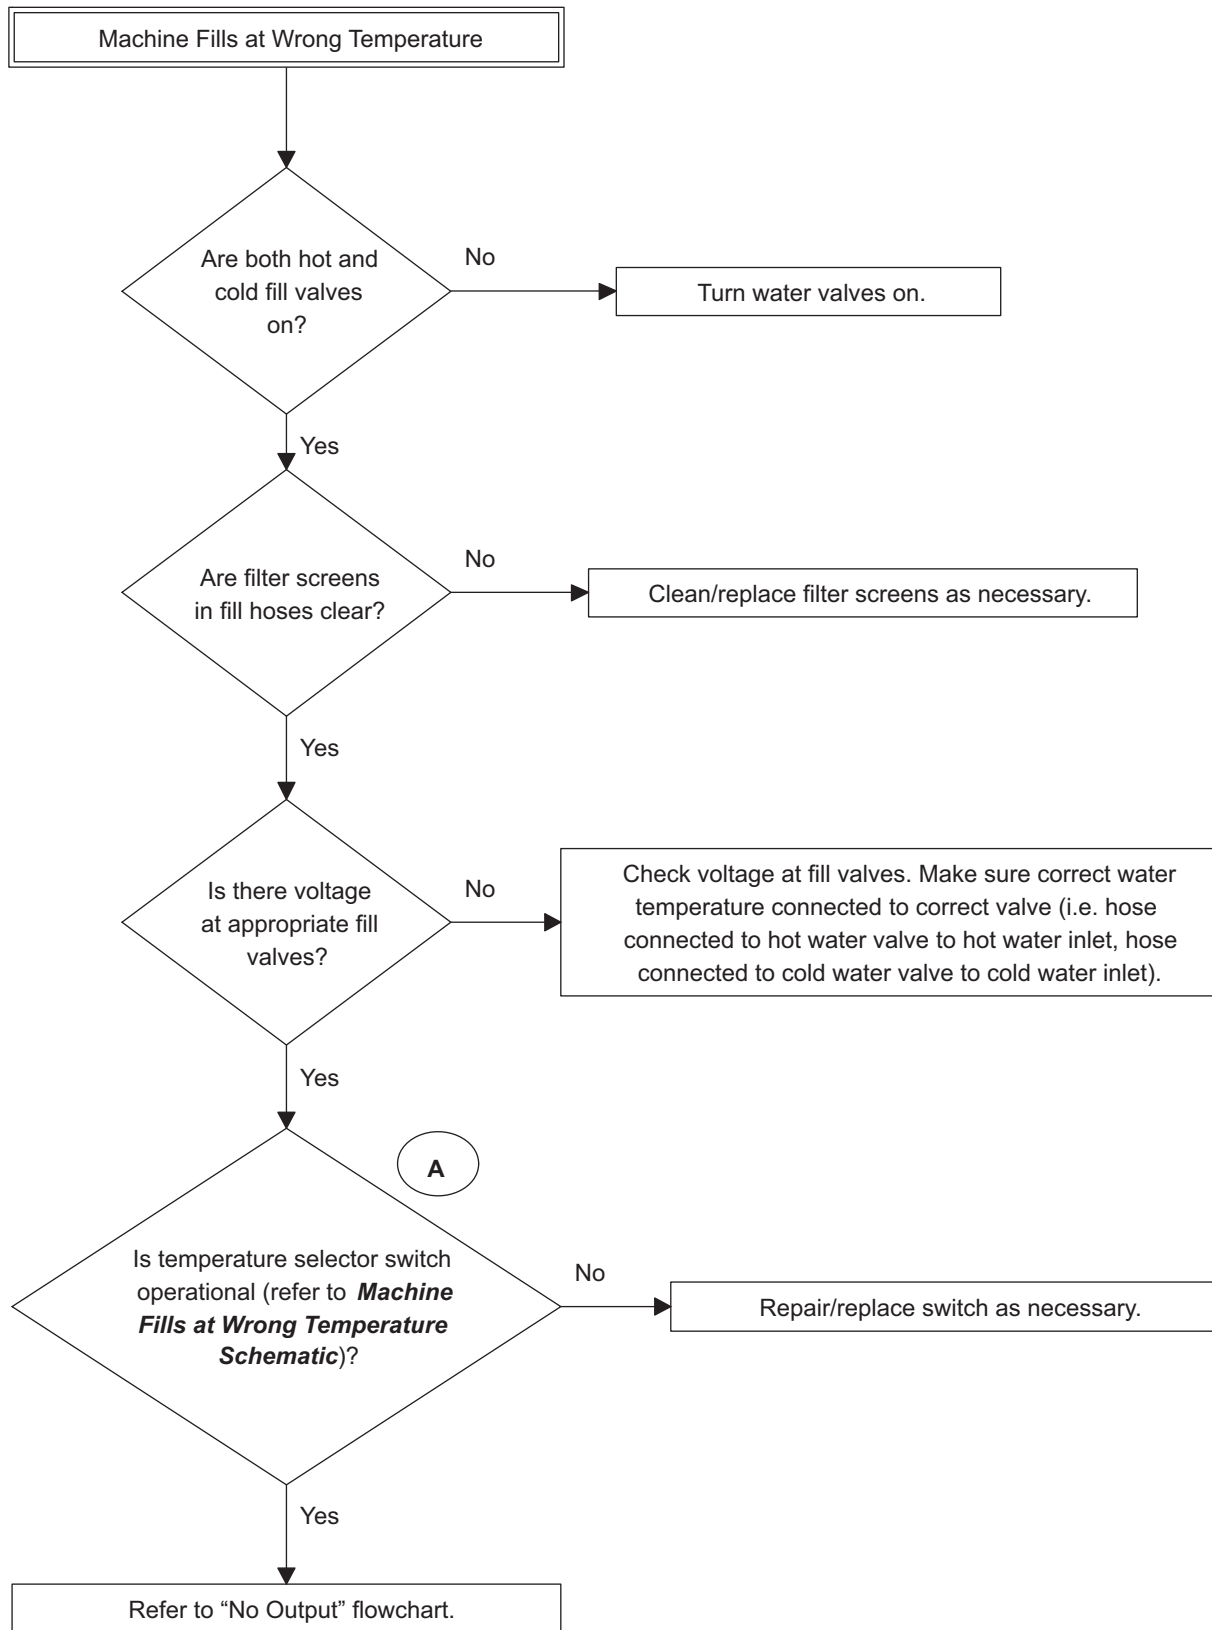 Machine Fills at Wrong Temperature
Are both hot and
cold fill valves
on?
No
Turn water valves on.
Yes
Are filter screens
in fill hoses clear?
No
Clean/replace filter screens as necessary.
Yes
Is there voltage
at appropriate fill
valves?
No
Check voltage at fill valves. Make sure correct water
temperature connected to correct valve (i.e. hose
connected to hot water valve to hot water inlet, hose
connected to cold water valve to cold water inlet).
Yes
A
Is temperature selector switch
operational (refer to Machine
Fills at Wrong Temperature
Schematic)?
No
Repair/replace switch as necessary.
Yes
Refer to “No Output” flowchart.